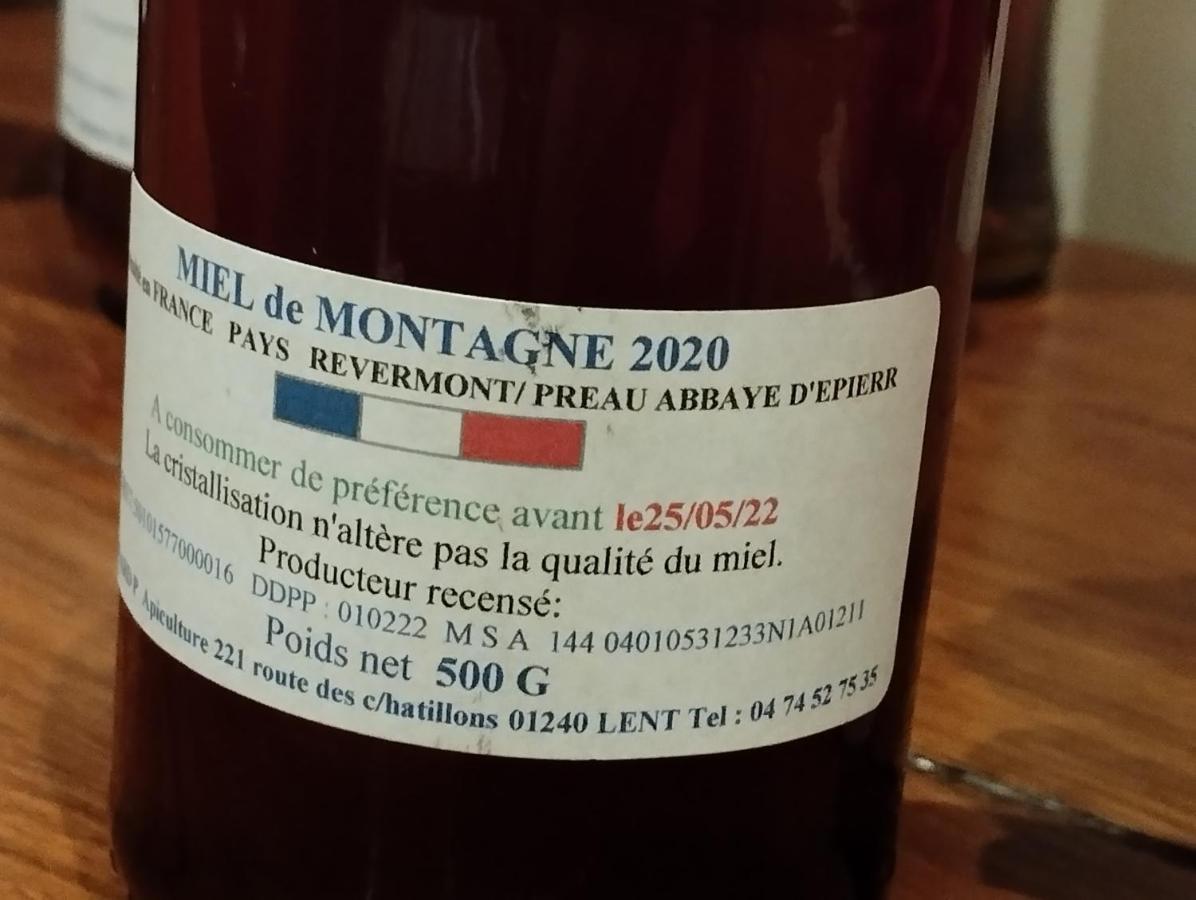 MIEL de MONTAGNE 2020
en FRANCE PAYS REVERMONT/ PREAU ABBAYE D'EPIERR
A consommer de préférence avant le25/05/22
La cristallisation n'altère pas la qualité du miel.
Producteur recensé:
DDPP : 010222 M S A 144 04010531233N1A01211
Poids net 500 G
Apiculture 221 route des c/hatillons 01240 LENT Tel : 04 74 52 75 35